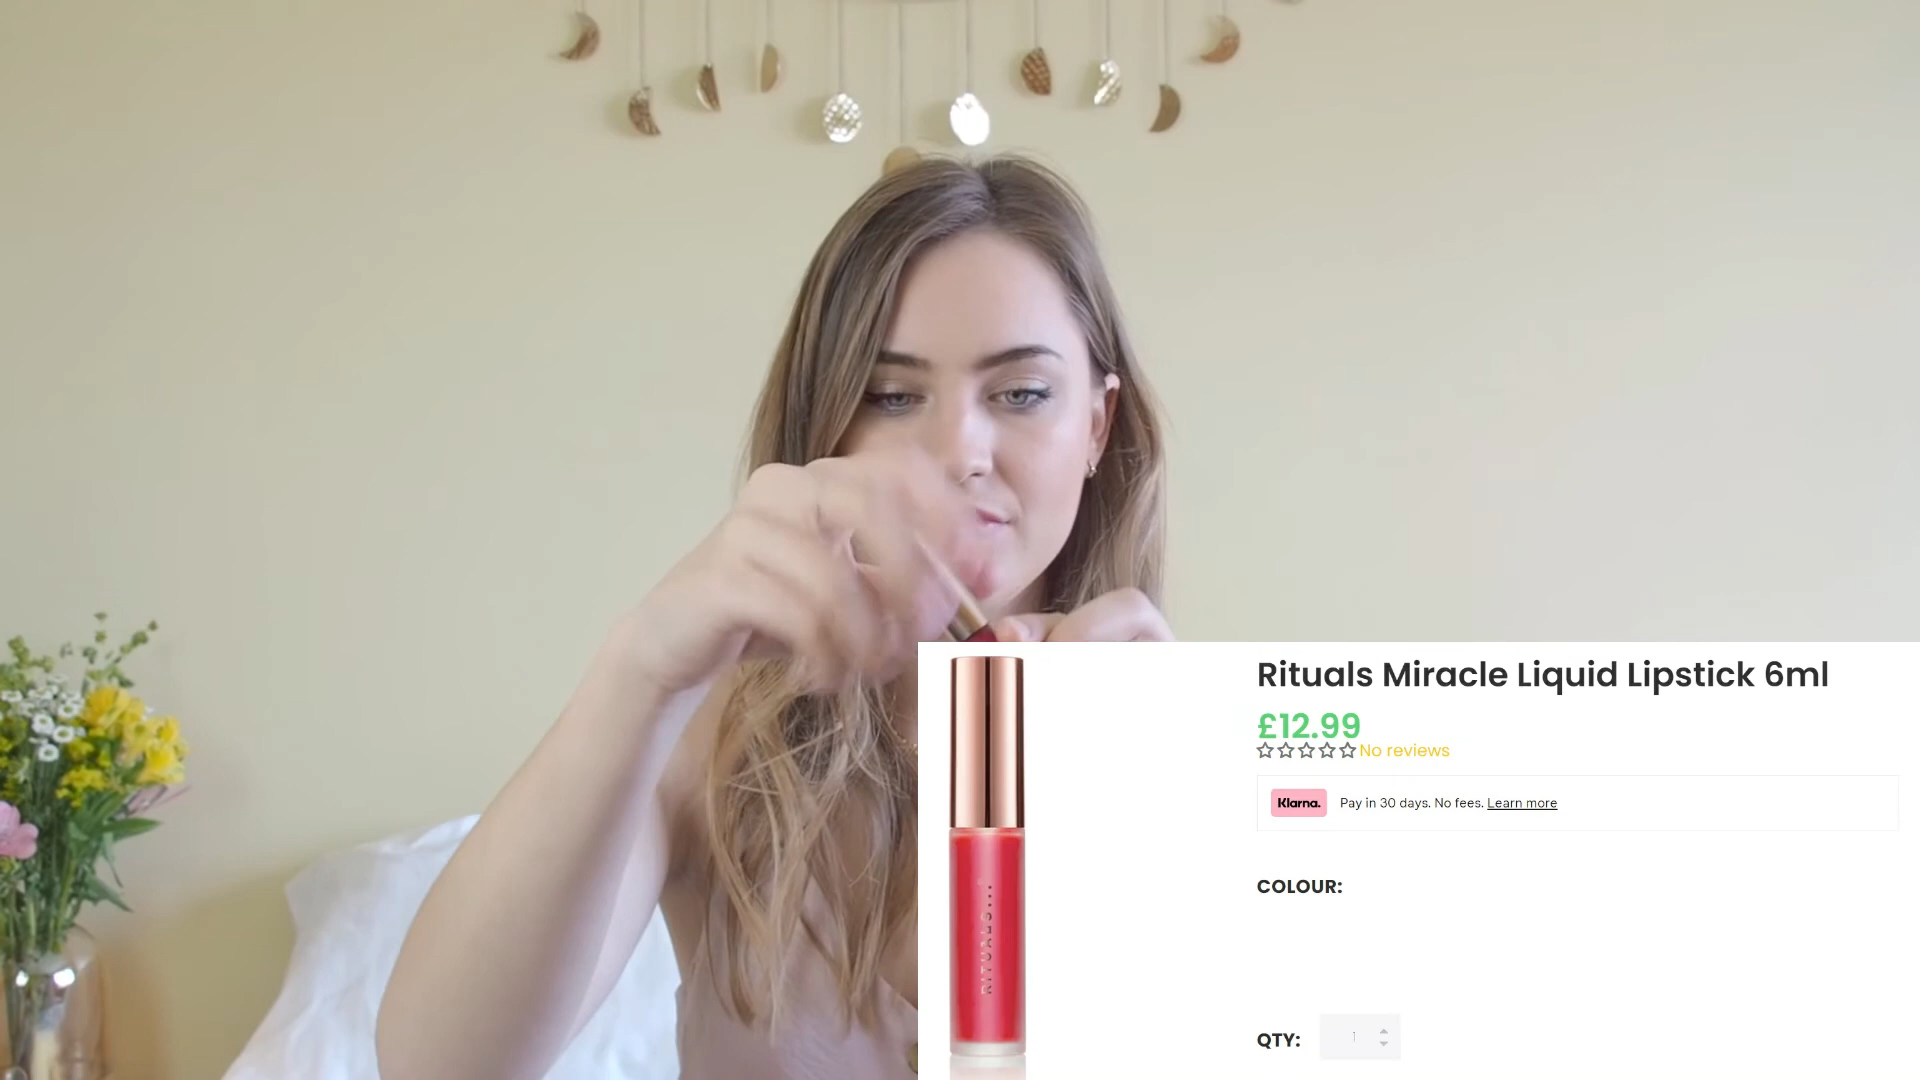 Rituals Miracle Liquid Lipstick 6ml
£12.99
No reviews
Klarna. Pay in 30 days. No fees. Learn more
COLOUR:
RITUALS...
QTY: 1